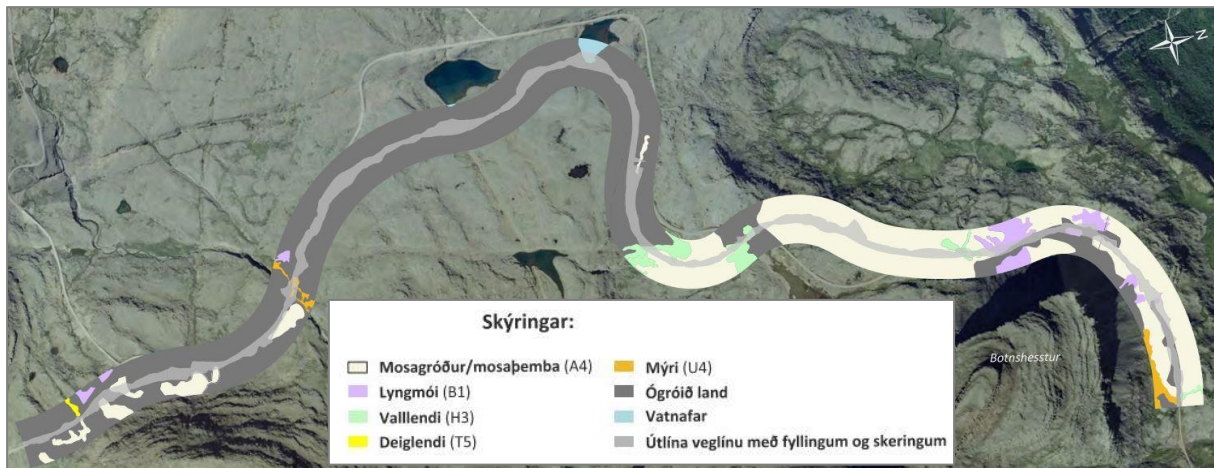 N
Botnshesstur
Skýringar:
Mosagróður/mosaþemba (A4)
Lyngmói (B1)
Valllendi (H3)
Deiglendi (T5)
Mýri (U4)
Ógróið land
Vatnafar
Útlína veglínu með fyllingum og skeringum